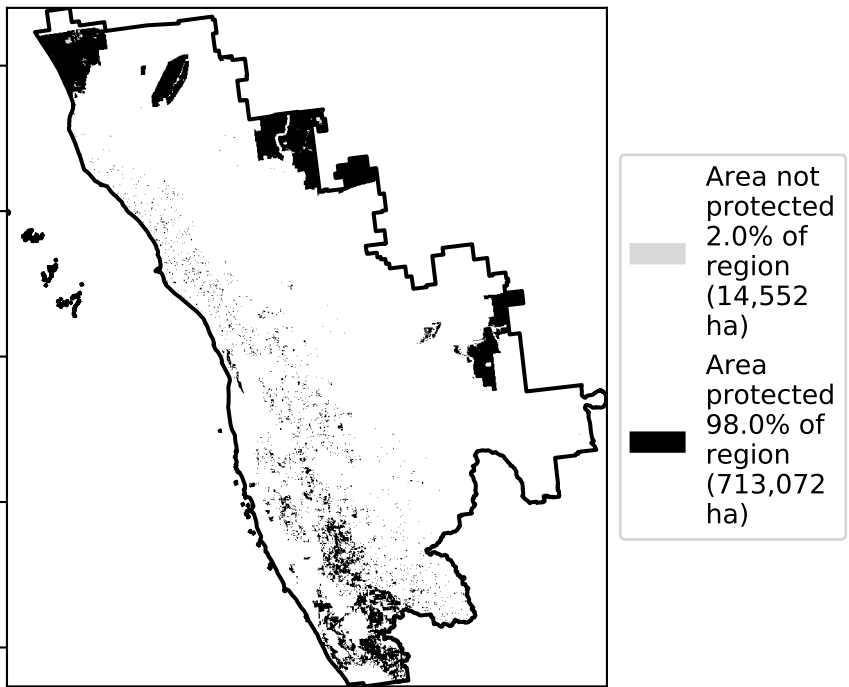 Area not
protected
2.0% of
region
(14,552
ha)
Area
protected
98.0% of
region
(713,072
ha)